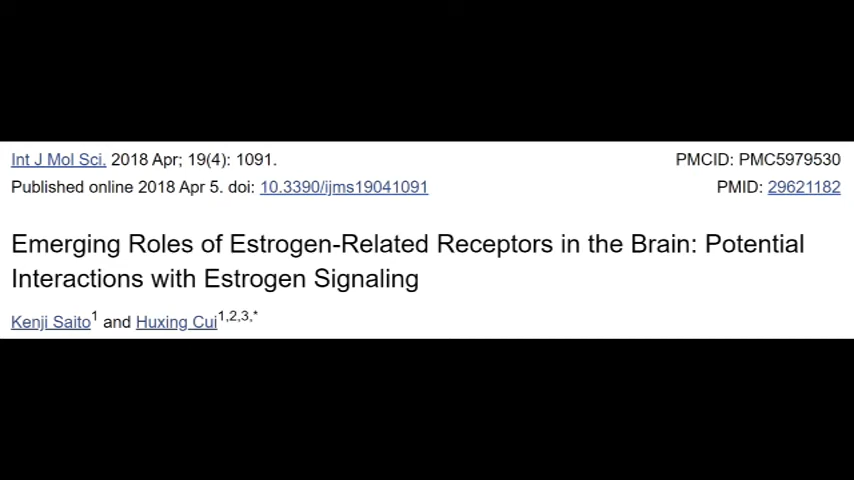 Int J Mol Sci. 2018 Apr; 19(4): 1091.
PMCID: PMC5979530
Published online 2018 Apr 5. doi: 10.3390/ijms19041091
PMID: 29621182
Emerging Roles of Estrogen-Related Receptors in the Brain: Potential
Interactions with Estrogen Signaling
Kenji Saito1 and Huxing Cui1,2,3,*